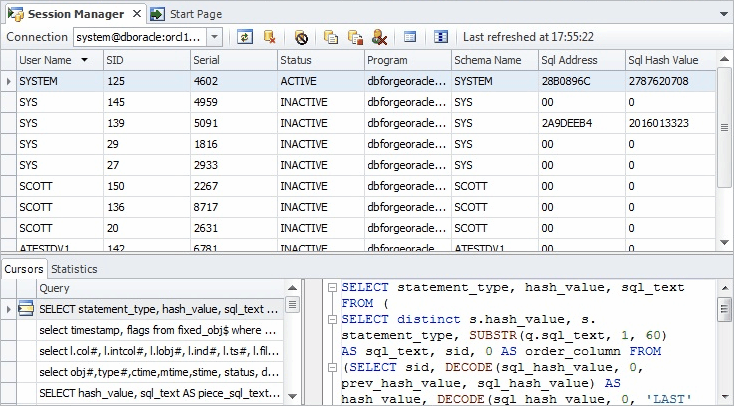 Session Manager Start Page
Connection system@dboracle:orcl1... Last refreshed at 17:55:22
User Name SID Serial Status Program Schema Name Sql Address Sql Hash Value
SYSTEM 125 4602 ACTIVE dbforgeoracle... SYSTEM 28B0896C 2787620708
SYS 145 4959 INACTIVE dbforgeoracle... SYS 00 0
SYS 139 5091 INACTIVE dbforgeoracle... SYS 2A9DEEB4 2016013323
SYS 29 1816 INACTIVE dbforgeoracle... SYS 00 0
SYS 27 2933 INACTIVE dbforgeoracle... SYS 00 0
SCOTT 150 2267 INACTIVE dbforgeoracle... SCOTT 00 0
SCOTT 136 8717 INACTIVE dbforgeoracle... SCOTT 00 0
SCOTT 20 2631 INACTIVE dbforgeoracle... SCOTT 00 0
ATESTDV1 142 6781 INACTIVE dbforgeoracle... ATESTDV1 00 0
Cursors Statistics
Query
SELECT statement_type, hash_value, sql_text ...
select timestamp, flags from fixed_obj$ where ...
select l.col#, l.intcol#, l.lobj#, l.ind#, l.ts#, l.fil...
select obj#,type#,ctime,mtime,stime, status, d...
SELECT hash_value, sql_text AS piece_sql_text...
SELECT statement_type, hash_value, sql_text
FROM (
SELECT distinct s.hash_value, s.
statement_type, SUBSTR(q.sql_text, 1, 60)
AS sql_text, sid, 0 AS order_column FROM
(SELECT sid, DECODE(sql_hash_value, 0,
prev_hash_value, sql_hash_value) AS
hash_value, DECODE(sql_hash_value, 0, 'LAST'